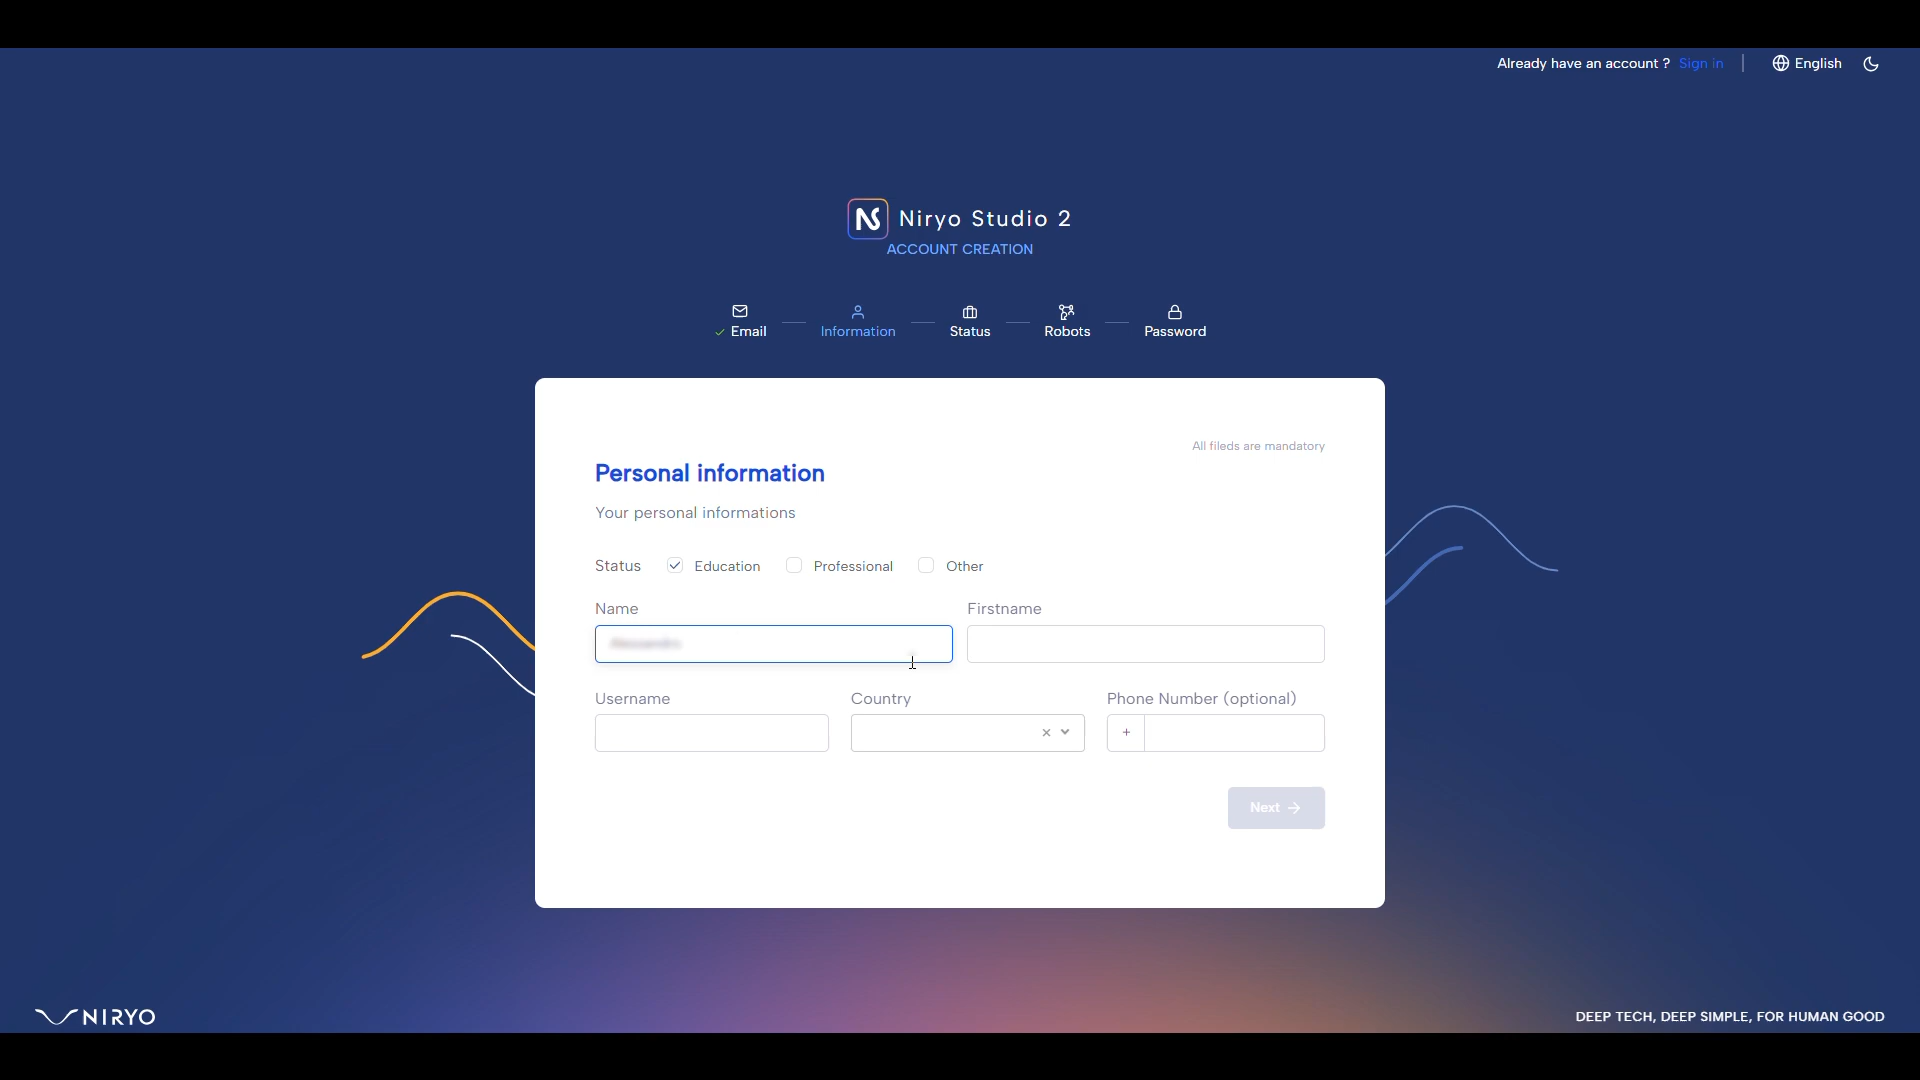 Already have an account ? Sign in
English
Niryo Studio 2
ACCOUNT CREATION
Email
Information
Status
Robots
Password
All fileds are mandatory
Personal information
Your personal informations
Status Education Professional Other
Name Firstname
Username Country Phone Number (optional)
+
Next
NIRYO
DEEP TECH, DEEP SIMPLE, FOR HUMAN GOOD